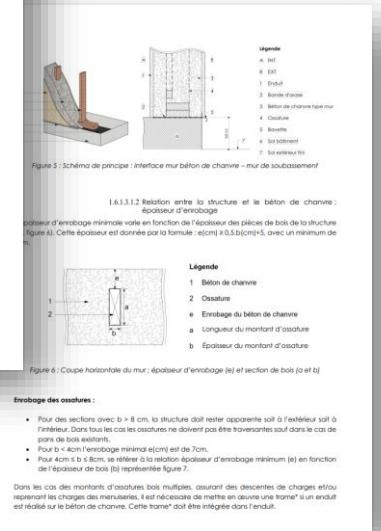 Légende
A INT
B EXT
1 Enduit
2 Bande d'arase
3 Béton de chanvre type mur
4 Ossature
5 Bavette
6 Sol bâtiment
7 Sol extérieur fini
Figure 5 : Schéma de principe : interface mur béton de chanvre – mur de soubassement
1.6.1.3.1.2 Relation entre la structure et le béton de chanvre :
épaisseur d'enrobage
épaisseur d'enrobage minimale varie en fonction de l'épaisseur des pièces de bois de la structure
figure 6). Cette épaisseur est donnée par la formule : e(cm) ≥ 0,5.b(cm)+5, avec un minimum de
m.
Légende
1 Béton de chanvre
2 Ossature
e Enrobage du béton de chanvre
a Longueur du montant d'ossature
b Épaisseur du montant d'ossature
1
2
e
a
b
Figure 6 : Coupe horizontale du mur : épaisseur d'enrobage (e) et section de bois (a et b)
Enrobage des ossatures :
• Pour des sections avec b > 8 cm, la structure doit rester apparente soit à l'extérieur soit à
l'intérieur. Dans tous les cas les ossatures ne doivent pas être traversantes sauf dans le cas de
pans de bois existants.
• Pour b < 4cm l'enrobage minimal e(cm) est de 7cm.
• Pour 4cm ≤ b ≤ 8cm, se référer à la relation épaisseur d'enrobage minimum (e) en fonction
de l'épaisseur de bois (b) représentée figure 7.
Dans les cas des montants d'ossatures bois multiples, assurant des descentes de charges et/ou
reprenant les charges des menuiseries, il est nécessaire de mettre en œuvre une trame* si un enduit
est réalisé sur le béton de chanvre. Cette trame* doit être intégrée dans l'enduit.